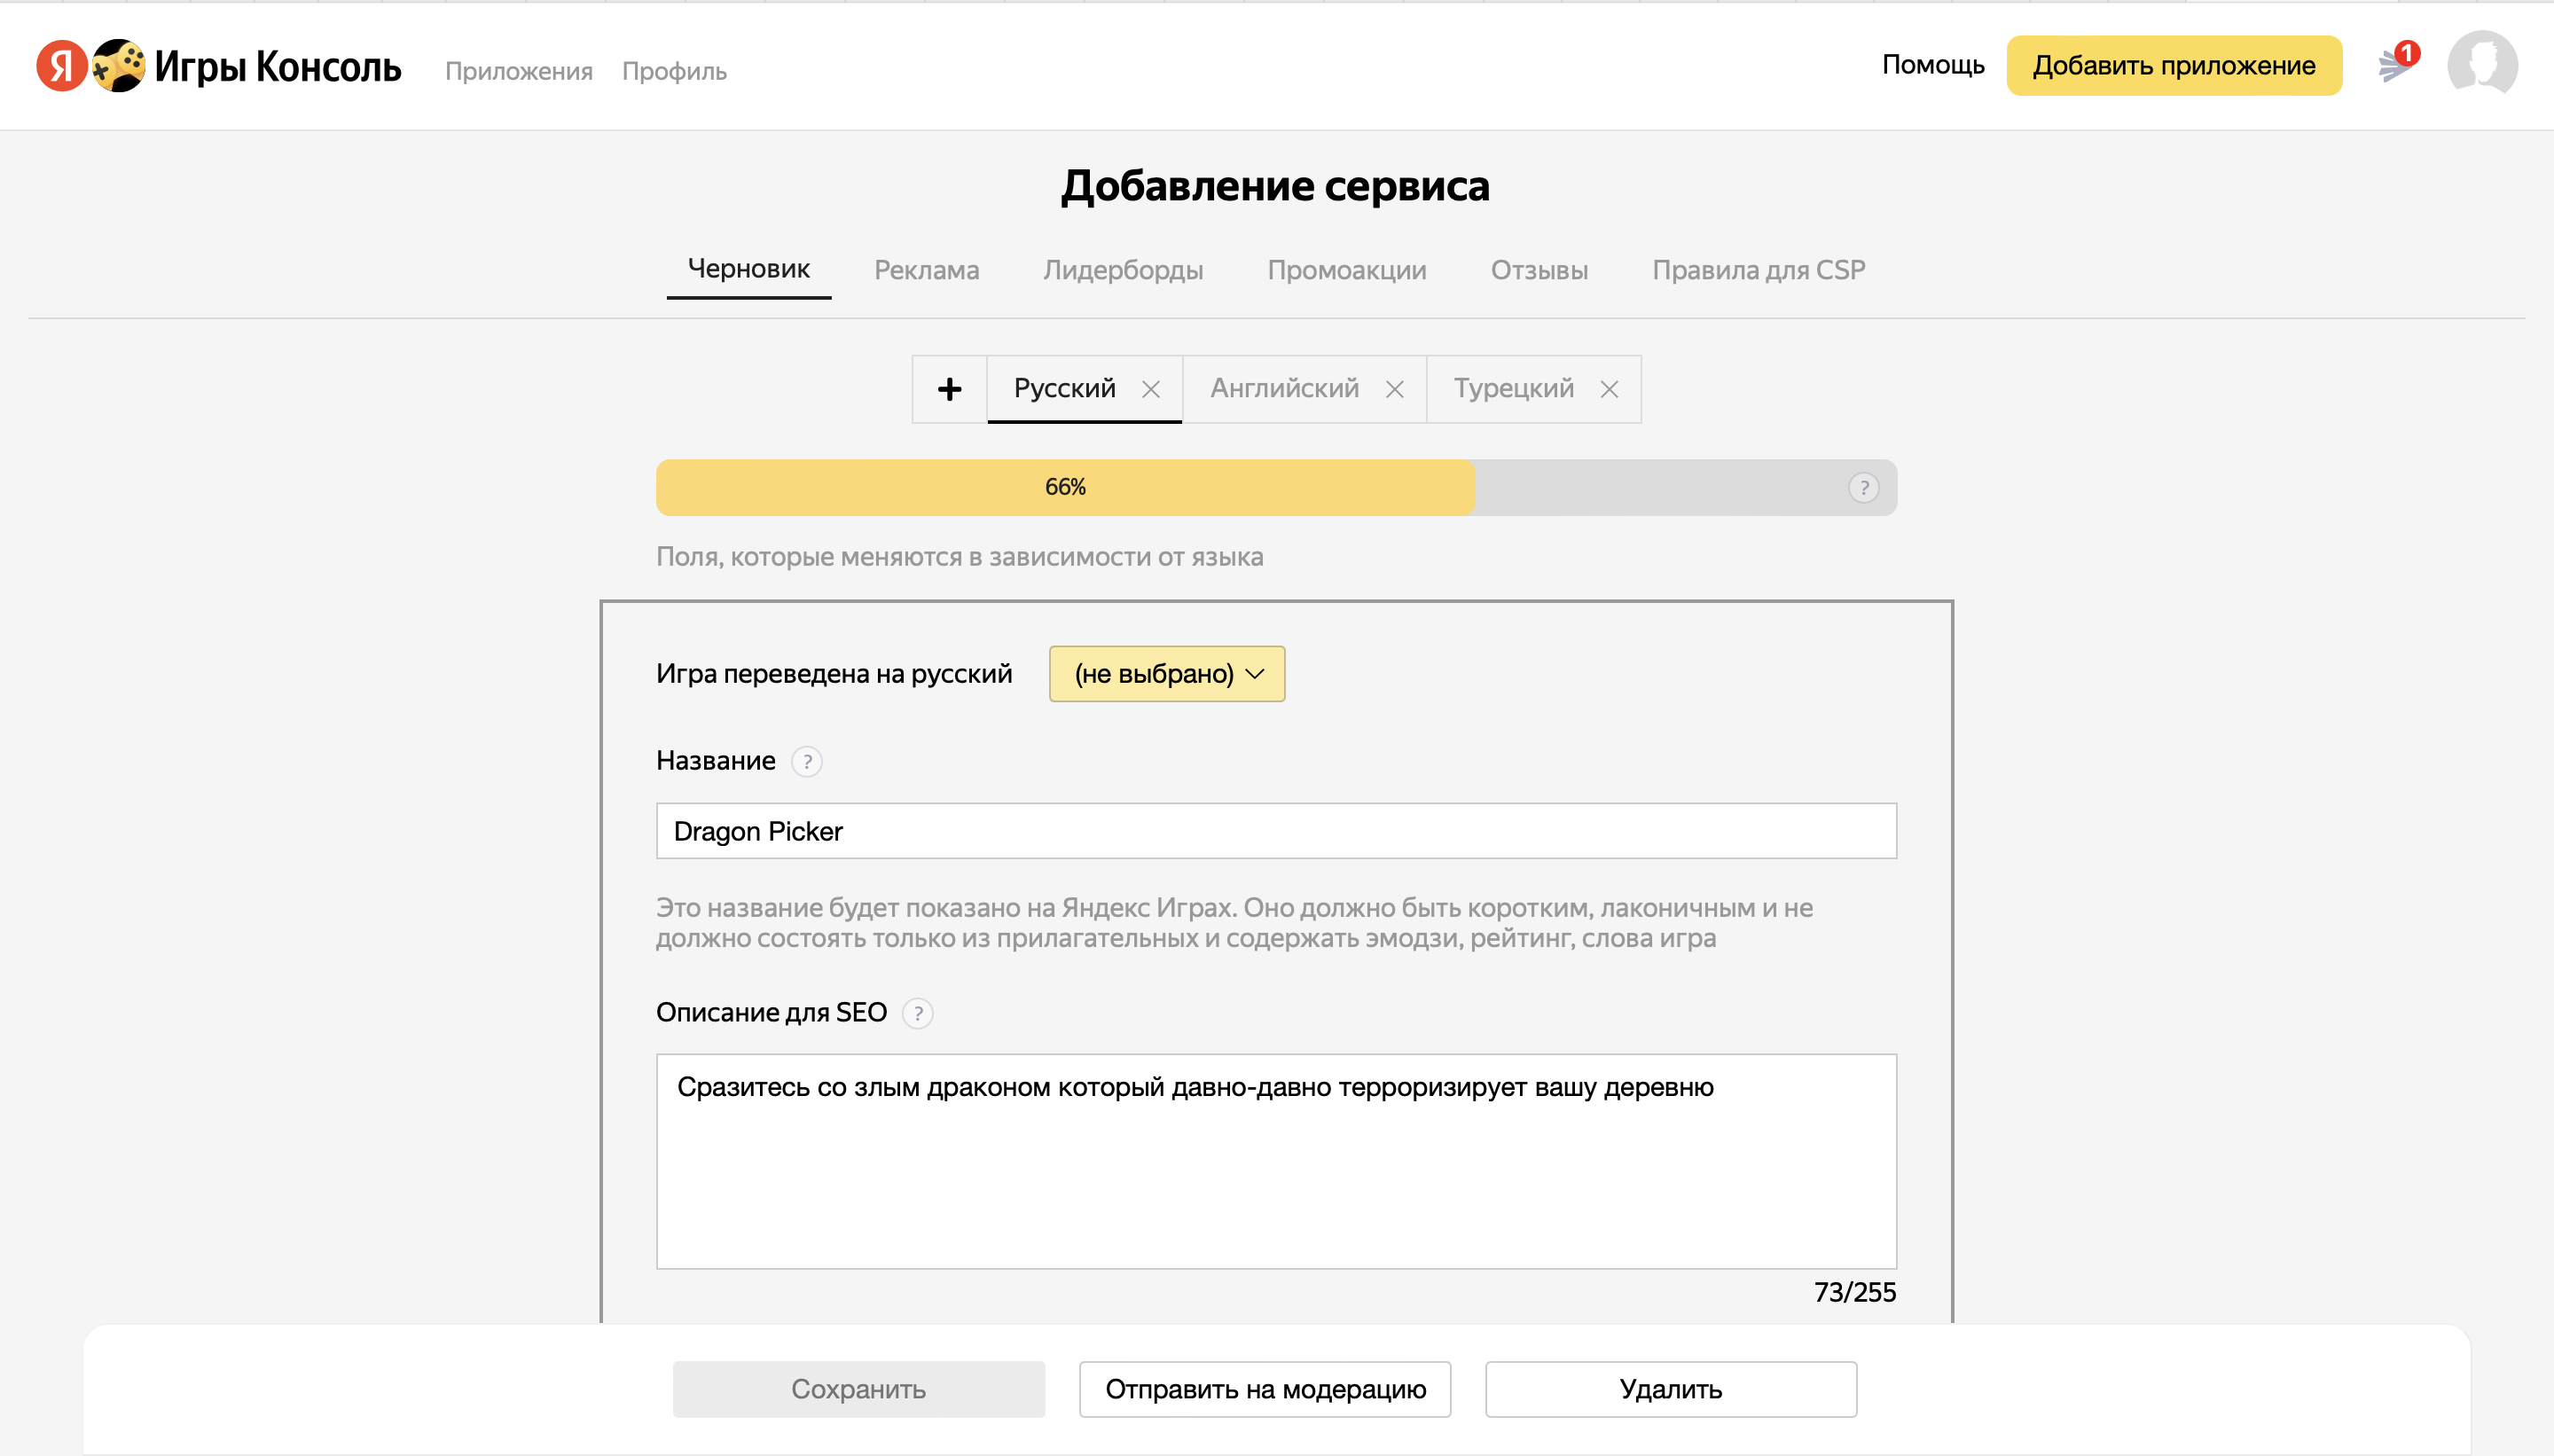 Я Игры Консоль Приложения Профиль Помощь Добавить приложение 1
Добавление сервиса
Черновик Реклама Лидерборды Промоакции Отзывы Правила для CSP
+ Русский Английский Турецкий
66% ?
Поля, которые меняются в зависимости от языка
Игра переведена на русский (не выбрано)
Название ?
Dragon Picker
Это название будет показано на Яндекс Играх. Оно должно быть коротким, лаконичным и не
должно состоять только из прилагательных и содержать эмодзи, рейтинг, слова игра
Описание для SEO ?
Сразитесь со злым драконом который давно-давно терроризирует вашу деревню
73/255
Сохранить Отправить на модерацию Удалить